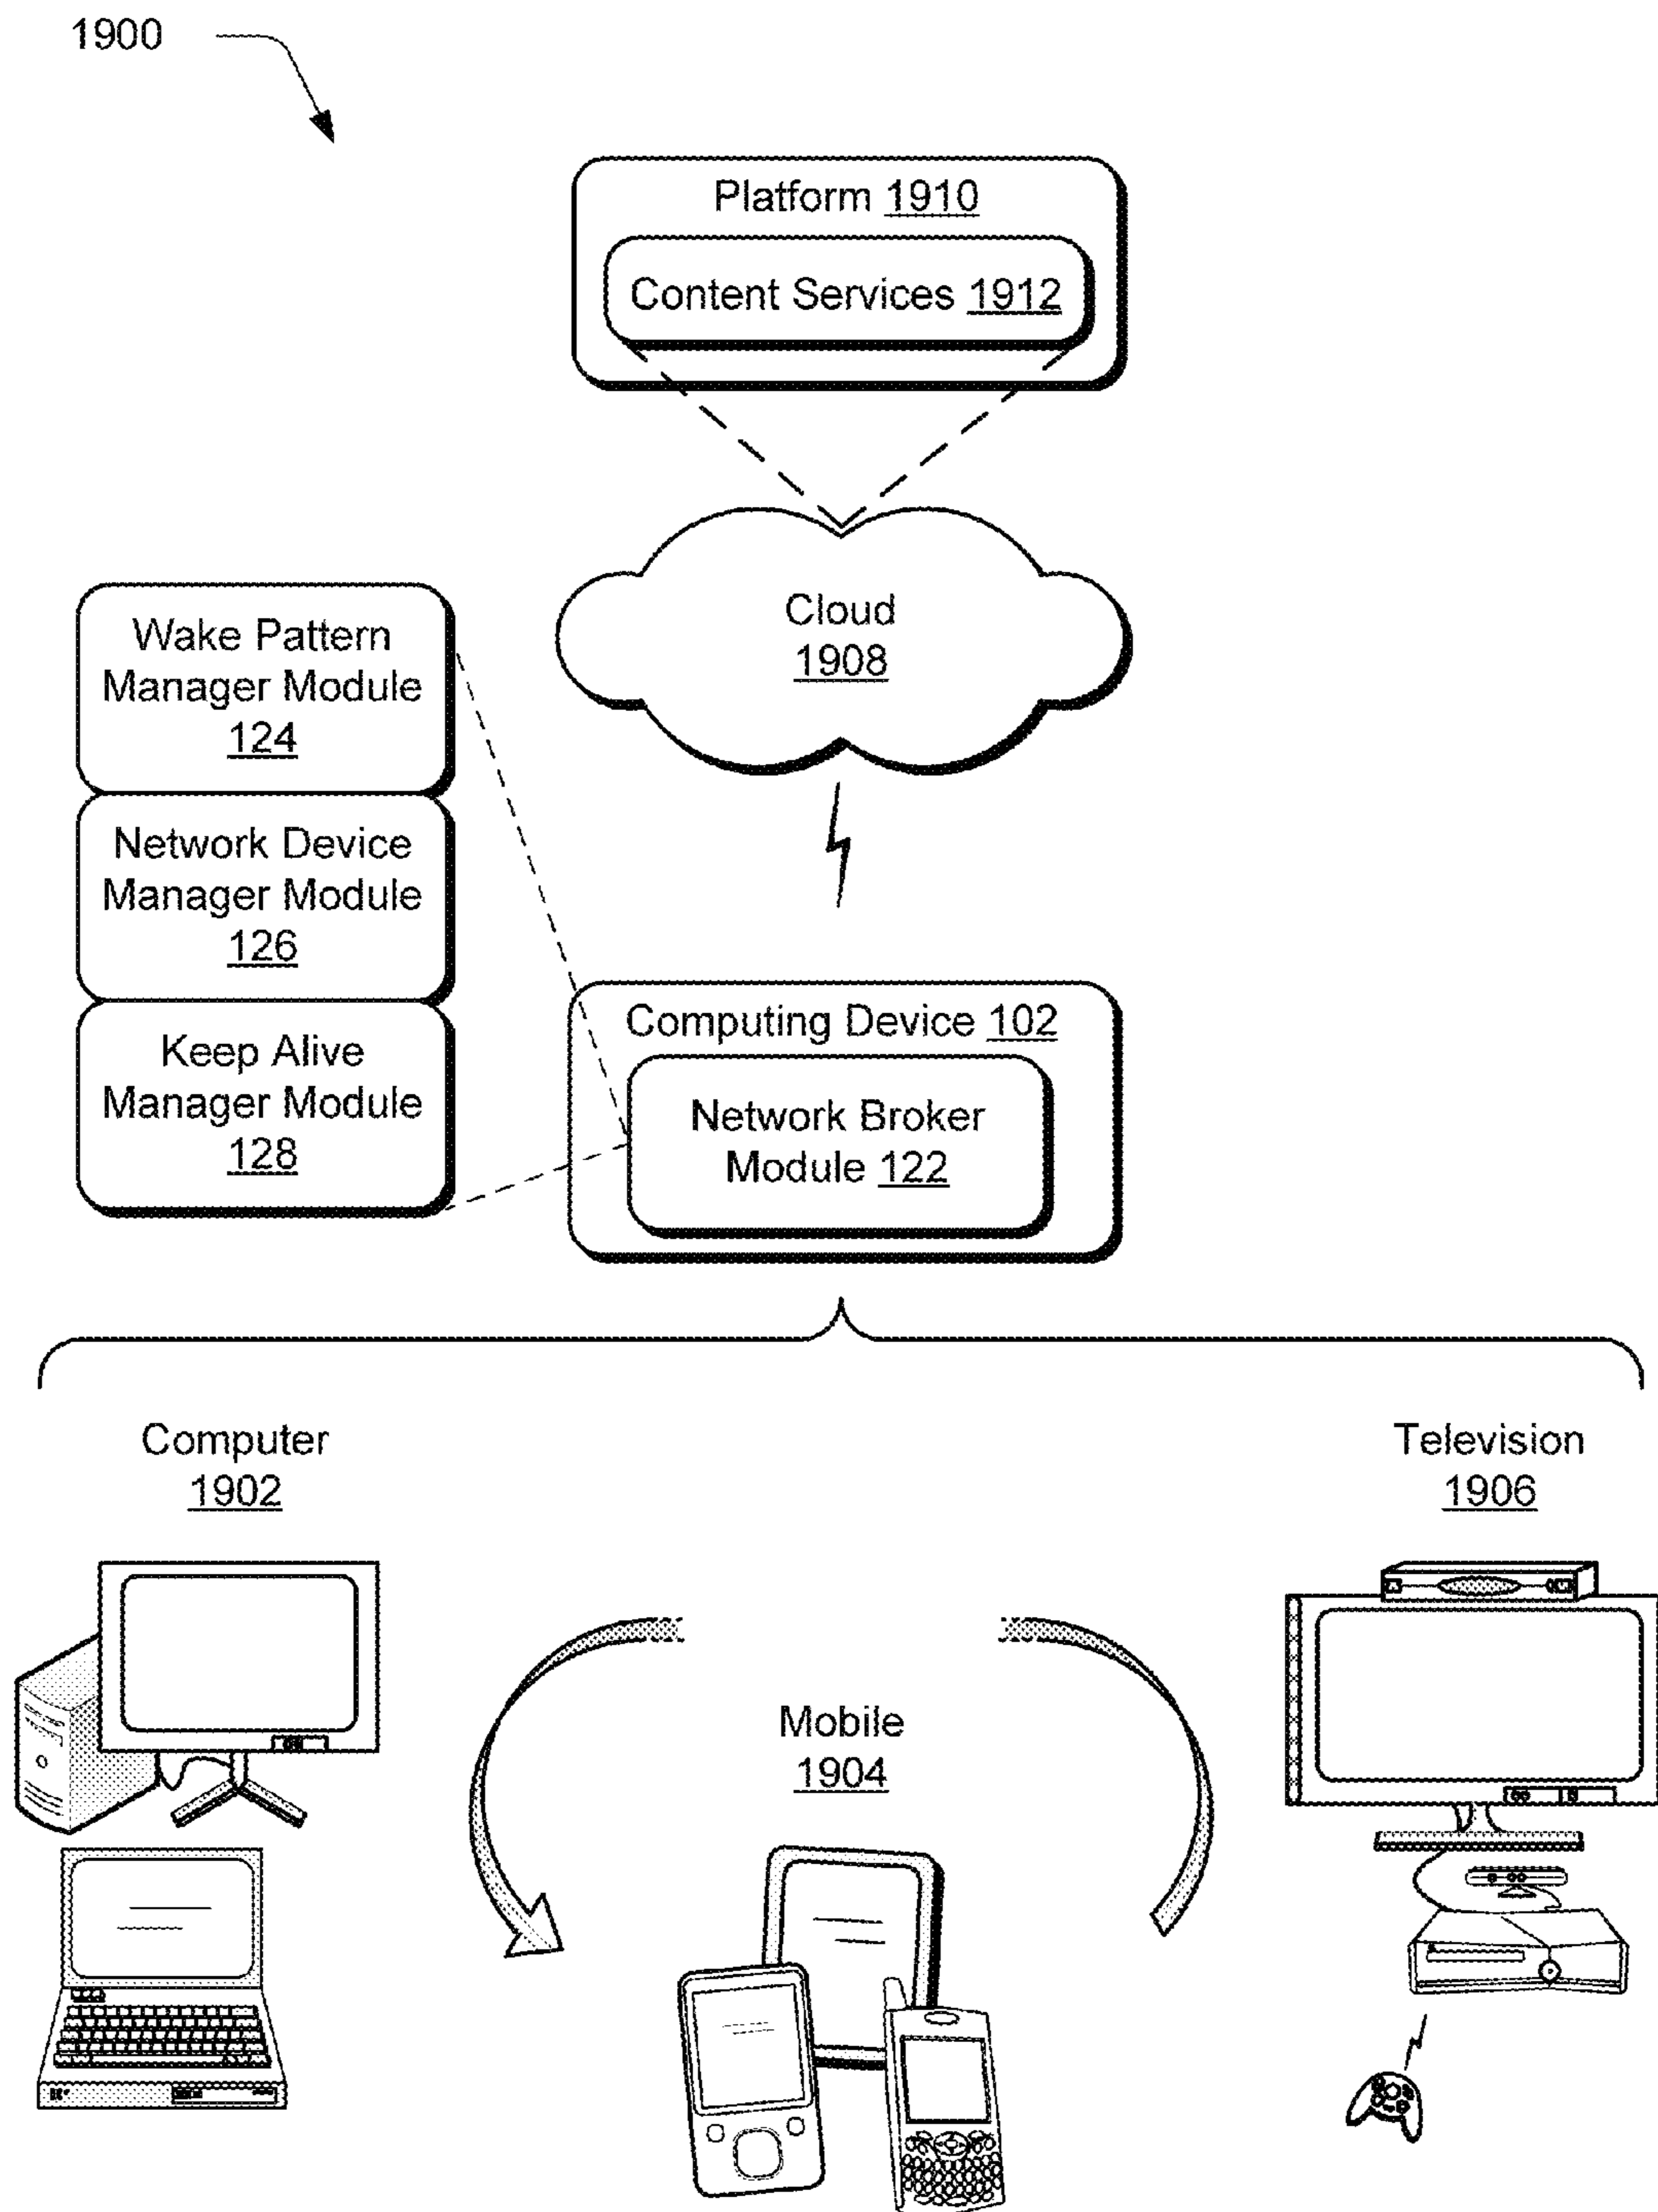 1900
Platform 1910
Content Services 1912
Cloud
1908
Wake Pattern
Manager Module
124
Network Device
Manager Module
126
Keep Alive
Manager Module
128
Computing Device 102
Network Broker
Module 122
Computer
1902
Television
1906
Mobile
1904